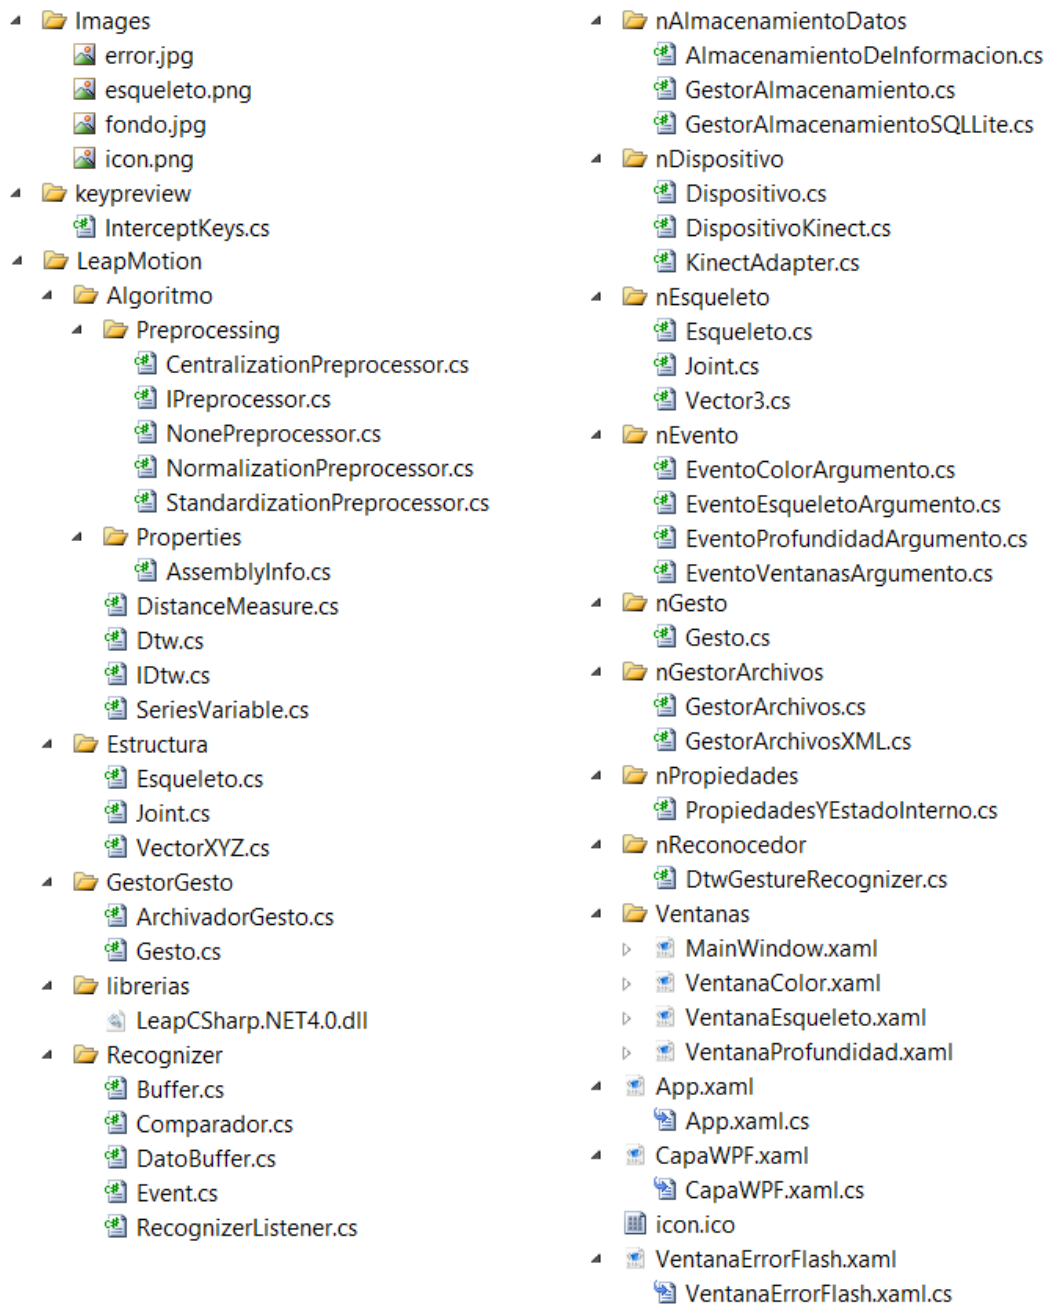 Images
error.jpg
esqueleto.png
fondo.jpg
icon.png
keypreview
InterceptKeys.cs
LeapMotion
Algoritmo
Preprocessing
CentralizationPreprocessor.cs
IPreprocessor.cs
NonePreprocessor.cs
NormalizationPreprocessor.cs
StandardizationPreprocessor.cs
Properties
AssemblyInfo.cs
DistanceMeasure.cs
Dtw.cs
IDtw.cs
SeriesVariable.cs
Estructura
Esqueleto.cs
Joint.cs
VectorXYZ.cs
GestorGesto
ArchivadorGesto.cs
Gesto.cs
librerias
LeapCSharp.NET4.0.dll
Recognizer
Buffer.cs
Comparador.cs
DatoBuffer.cs
Event.cs
RecognizerListener.cs
nAlmacenamientoDatos
AlmacenamientoDeInformacion.cs
GestorAlmacenamiento.cs
GestorAlmacenamientoSQLLite.cs
nDispositivo
Dispositivo.cs
DispositivoKinect.cs
KinectAdapter.cs
nEsqueleto
Esqueleto.cs
Joint.cs
Vector3.cs
nEvento
EventoColorArgumento.cs
EventoEsqueletoArgumento.cs
EventoProfundidadArgumento.cs
EventoVentanasArgumento.cs
nGesto
Gesto.cs
nGestorArchivos
GestorArchivos.cs
GestorArchivosXML.cs
nPropiedades
PropiedadesYEstadoInterno.cs
nReconocedor
DtwGestureRecognizer.cs
Ventanas
MainWindow.xaml
VentanaColor.xaml
VentanaEsqueleto.xaml
VentanaProfundidad.xaml
App.xaml
App.xaml.cs
CapaWPF.xaml
CapaWPF.xaml.cs
icon.ico
VentanaErrorFlash.xaml
VentanaErrorFlash.xaml.cs